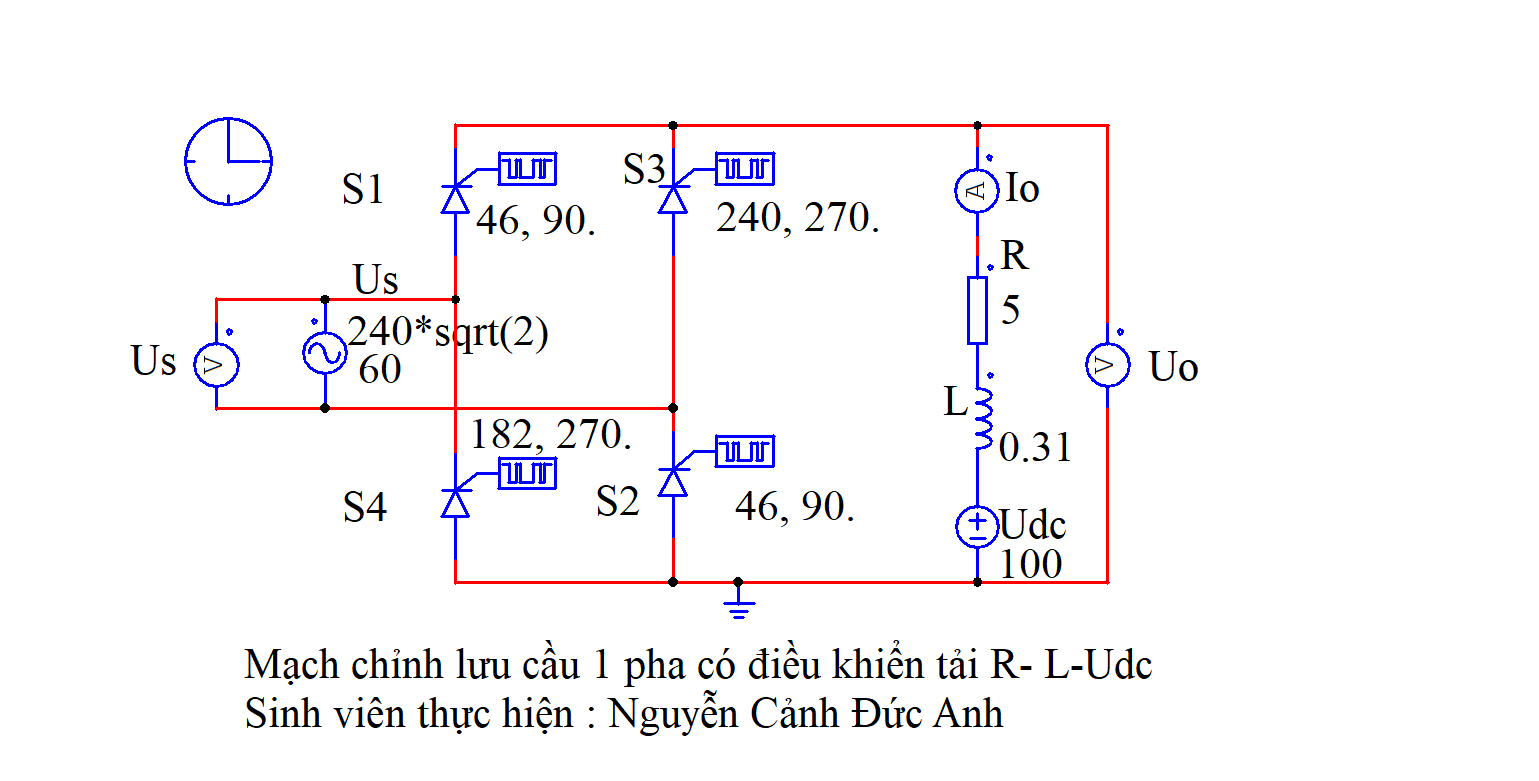 S1
46, 90.
S3
240, 270.
A
Io
R
5
Us
240*sqrt(2)
60
Us
V
V
Uo
L
0.31
182, 270.
S4
S2
46, 90.
Udc
100
Mạch chỉnh lưu cầu 1 pha có điều khiển tải R- L-Udc
Sinh viên thực hiện : Nguyễn Cảnh Đức Anh